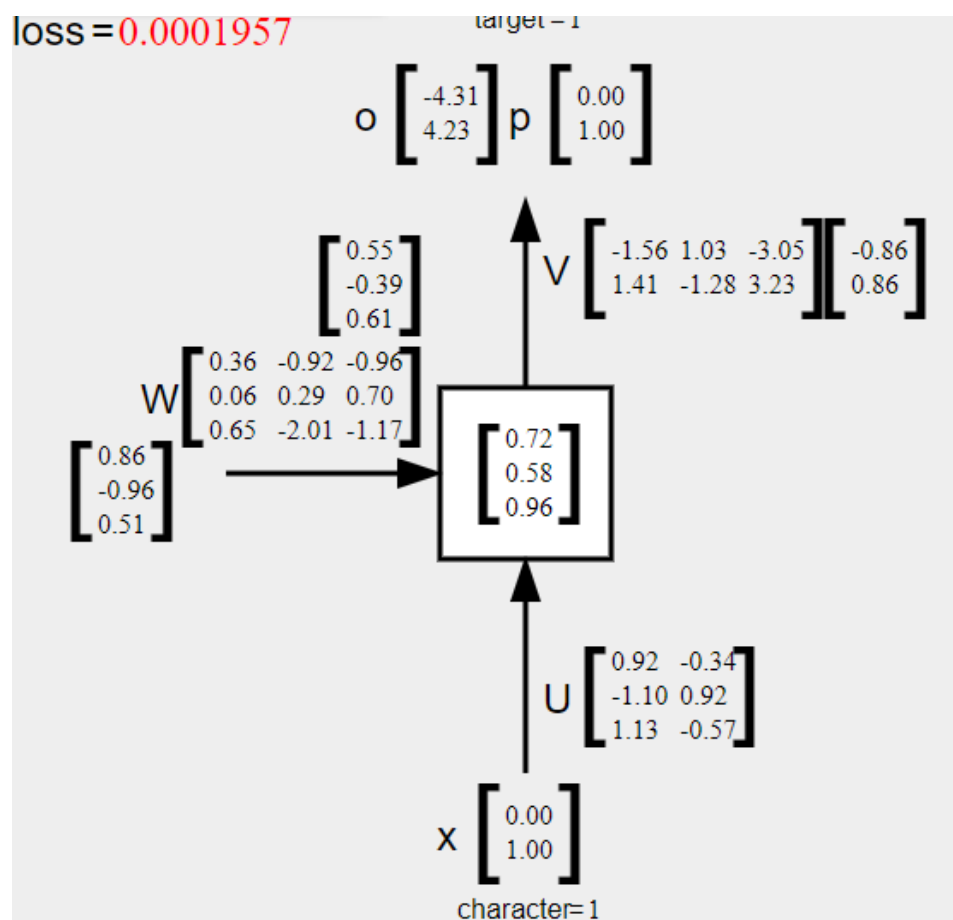 loss=0.0001957
target = 1
o
-4.31
4.23
p
0.00
1.00
0.55
-0.39
0.61
V
-1.56 1.03 -3.05
1.41 -1.28 3.23
-0.86
0.86
W
0.36 -0.92 -0.96
0.06 0.29 0.70
0.65 -2.01 -1.17
0.86
-0.96
0.51
0.72
0.58
0.96
U
0.92 -0.34
-1.10 0.92
1.13 -0.57
x
0.00
1.00
character=1